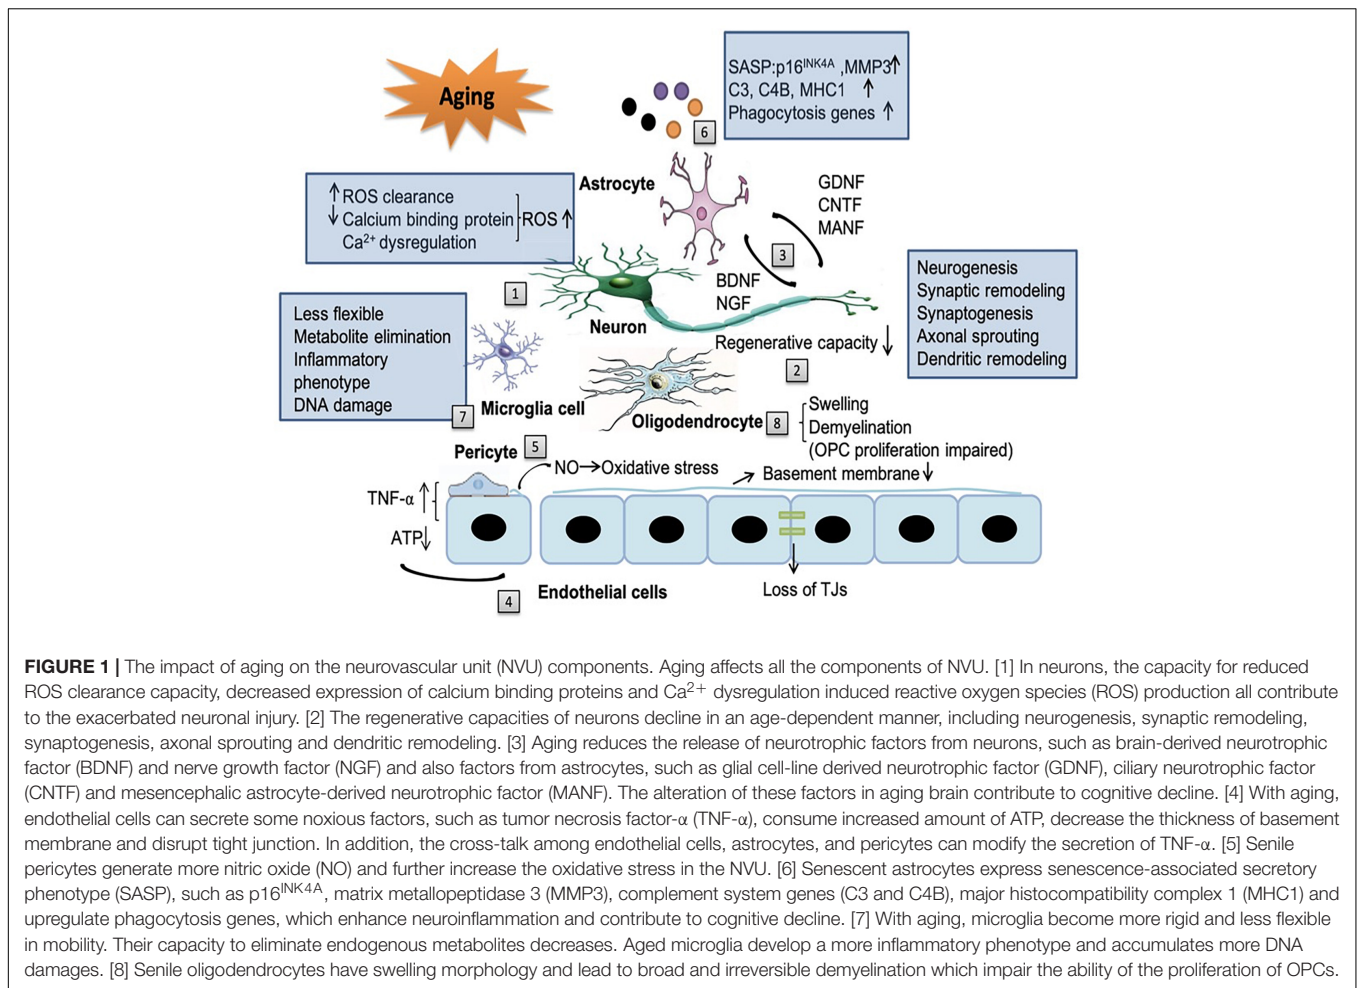 Aging
SASP:p16INK4A ,MMP3↑
C3, C4B, MHC1 ↑
Phagocytosis genes ↑
6
Astrocyte
↑ROS clearance
↓Calcium binding protein
Ca2+ dysregulation
ROS ↑
GDNF
CNTF
MANF
3
BDNF
NGF
1
Neuron
Neurogenesis
Synaptic remodeling
Synaptogenesis
Axonal sprouting
Dendritic remodeling
Regenerative capacity ↓
2
Less flexible
Metabolite elimination
Inflammatory
phenotype
DNA damage
7
Microglia cell
Oligodendrocyte
8
Swelling
Demyelination
(OPC proliferation impaired)
Pericyte
5
NO→Oxidative stress
Basement membrane↓
TNF-α ↑
ATP↓
4
Endothelial cells
Loss of TJs
FIGURE 1 | The impact of aging on the neurovascular unit (NVU) components. Aging affects all the components of NVU. [1] In neurons, the capacity for reduced
ROS clearance capacity, decreased expression of calcium binding proteins and Ca2+ dysregulation induced reactive oxygen species (ROS) production all contribute
to the exacerbated neuronal injury. [2] The regenerative capacities of neurons decline in an age-dependent manner, including neurogenesis, synaptic remodeling,
synaptogenesis, axonal sprouting and dendritic remodeling. [3] Aging reduces the release of neurotrophic factors from neurons, such as brain-derived neurotrophic
factor (BDNF) and nerve growth factor (NGF) and also factors from astrocytes, such as glial cell-line derived neurotrophic factor (GDNF), ciliary neurotrophic factor
(CNTF) and mesencephalic astrocyte-derived neurotrophic factor (MANF). The alteration of these factors in aging brain contribute to cognitive decline. [4] With aging,
endothelial cells can secrete some noxious factors, such as tumor necrosis factor-α (TNF-α), consume increased amount of ATP, decrease the thickness of basement
membrane and disrupt tight junction. In addition, the cross-talk among endothelial cells, astrocytes, and pericytes can modify the secretion of TNF-α. [5] Senile
pericytes generate more nitric oxide (NO) and further increase the oxidative stress in the NVU. [6] Senescent astrocytes express senescence-associated secretory
phenotype (SASP), such as p16INK4A, matrix metallopeptidase 3 (MMP3), complement system genes (C3 and C4B), major histocompatibility complex 1 (MHC1) and
upregulate phagocytosis genes, which enhance neuroinflammation and contribute to cognitive decline. [7] With aging, microglia become more rigid and less flexible
in mobility. Their capacity to eliminate endogenous metabolites decreases. Aged microglia develop a more inflammatory phenotype and accumulates more DNA
damages. [8] Senile oligodendrocytes have swelling morphology and lead to broad and irreversible demyelination which impair the ability of the proliferation of OPCs.